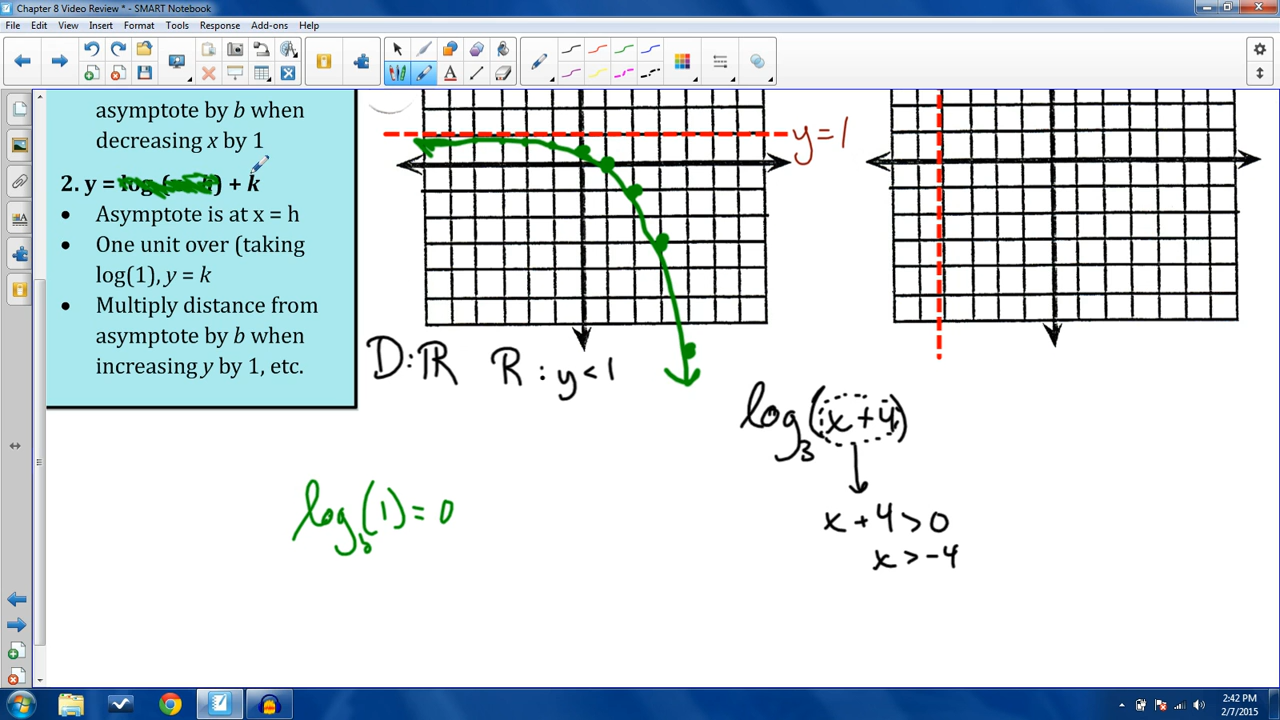 Chapter 8 Video Review * - SMART Notebook
File Edit View Insert Format Tools Response Add-ons Help
asymptote by b when
decreasing x by 1
2. y = + k
• Asymptote is at x = h
• One unit over (taking
log(1), y = k
• Multiply distance from
asymptote by b when
increasing y by 1, etc.
y=1
D:ℝ R : y<1
log₃(x+4)
x+4>0
x>-4
log_b(1)=0
2:42 PM
2/7/2015